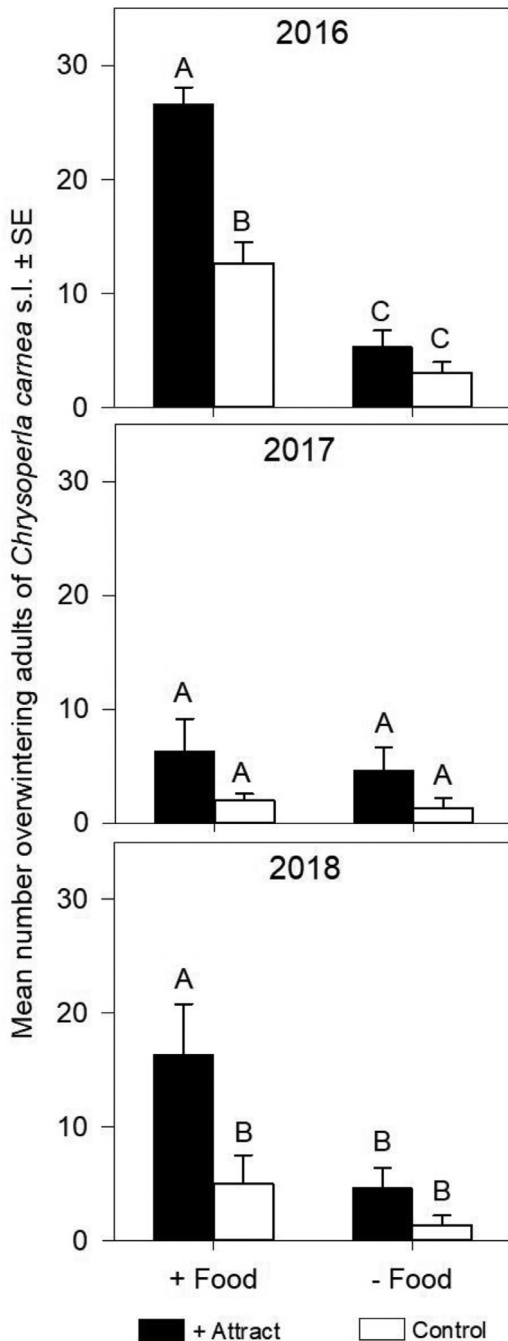 Mean number overwintering adults of Chrysoperla carnea s.l. ± SE
2016
30
20
10
0
A
B
C
C
2017
30
20
10
0
A
A
A
A
2018
30
20
10
0
A
B
B
B
+ Food
- Food
+ Attract
Control